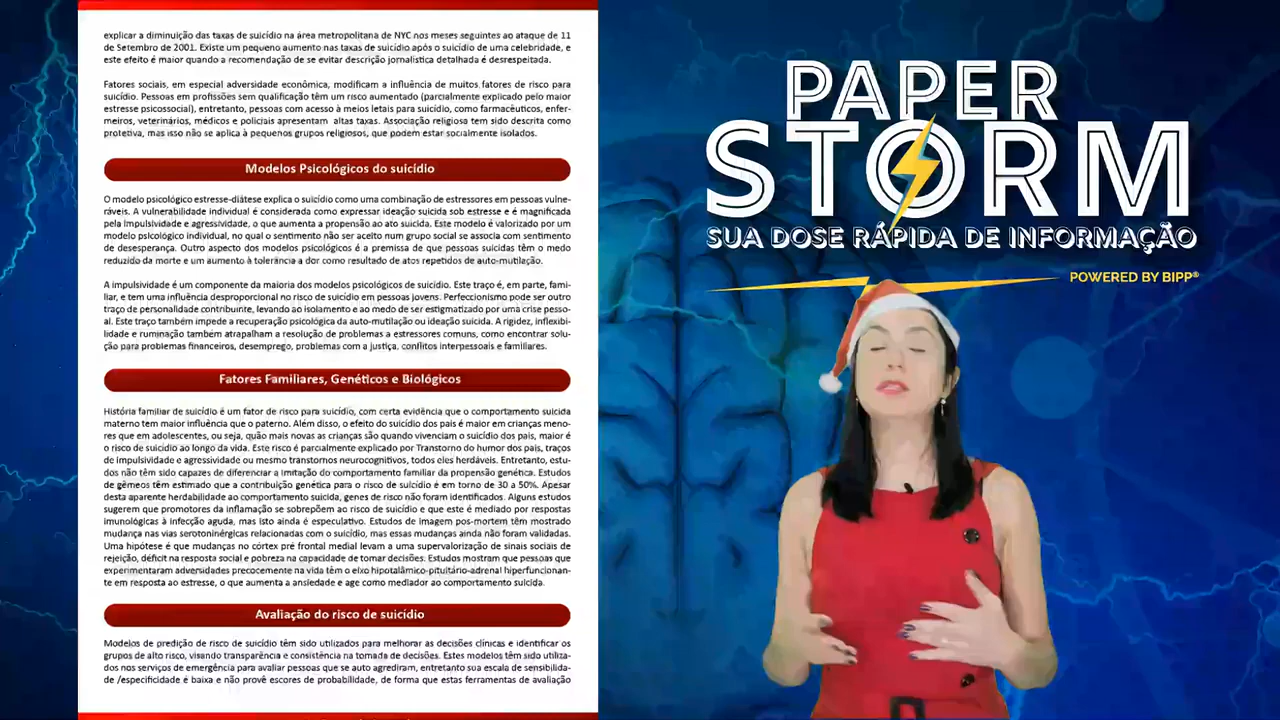 explicar a diminuição das taxas de suicídio na área metropolitana de NYC nos meses seguintes ao ataque de 11
de Setembro de 2001. Existe um pequeno aumento nas taxas de suicídio após o suicídio de uma celebridade, e
este efeito é maior quando a recomendação de se evitar descrição jornalística detalhada é desrespeitada.
Fatores sociais, em especial adversidade econômica, modificam a influência de muitos fatores de risco para
suicídio. Pessoas em profissões sem qualificação têm um risco aumentado (parcialmente explicado pelo maior
estresse psicossocial), entretanto, pessoas com acesso à meios letais para suicídio, como farmacêuticos, enfer-
meiros, veterinários, médicos e policiais apresentam altas taxas. Associação religiosa tem sido descrita como
protetiva, mas isso não se aplica à pequenos grupos religiosos, que podem estar socialmente isolados.
Modelos Psicológicos do suicídio
O modelo psicológico estresse-diátese explica o suicídio como uma combinação de estressores em pessoas vulne-
ráveis. A vulnerabilidade individual é considerada como expressar ideação suicida sob estresse e é magnificada
pela impulsividade e agressividade, o que aumenta a propensão ao ato suicida. Este modelo é valorizado por um
modelo psicológico individual, no qual o sentimento não ser aceito num grupo social se associa com sentimento
de desesperança. Outro aspecto dos modelos psicológicos é a premissa de que pessoas suicidas têm o medo
reduzido da morte e um aumento à tolerância a dor como resultado de atos repetidos de auto-mutilação.
A impulsividade é um componente da maioria dos modelos psicológicos de suicídio. Este traço é, em parte, fami-
liar, e tem uma influência desproporcional no risco de suicídio em pessoas jovens. Perfeccionismo pode ser outro
traço de personalidade contribuinte, levando ao isolamento e ao medo de ser estigmatizado por uma crise pesso-
al. Este traço também impede a recuperação psicológica da auto-mutilação ou ideação suicida. A rigidez, inflexibi-
lidade e ruminação também atrapalham a resolução de problemas a estressores comuns, como encontrar solu-
ção para problemas financeiros, desemprego, problemas com a justiça, conflitos interpessoais e familiares.
Fatores Familiares, Genéticos e Biológicos
História familiar de suicídio é um fator de risco para suicídio, com certa evidência que o comportamento suicida
materno tem maior influência que o paterno. Além disso, o efeito do suicídio dos pais é maior em crianças meno-
res que em adolescentes, ou seja, quão mais novas as crianças são quando vivenciam o suicídio dos pais, maior é
o risco de suicídio ao longo da vida. Este risco é parcialmente explicado por Transtorno do humor dos pais, traços
de impulsividade e agressividade ou mesmo transtornos neurocognitivos, todos eles herdáveis. Entretanto, estu-
dos não têm sido capazes de diferenciar a imitação do comportamento familiar da propensão genética. Estudos
de gêmeos têm estimado que a contribuição genética para o risco de suicídio é em torno de 30 a 50%. Apesar
desta aparente herdabilidade ao comportamento suicida, genes de risco não foram identificados. Alguns estudos
sugerem que promotores da inflamação se sobrepõem ao risco de suicídio e que este é mediado por respostas
imunológicas à infecção aguda, mas isto ainda é especulativo. Estudos de imagem pos-mortem têm mostrado
mudança nas vias serotoninérgicas relacionadas com o suicídio, mas essas mudanças ainda não foram validadas.
Uma hipótese é que mudanças no córtex pré frontal medial levam a uma supervalorização de sinais sociais de
rejeição, déficit na resposta social e pobreza na capacidade de tomar decisões. Estudos mostram que pessoas que
experimentaram adversidades precocemente na vida têm o eixo hipotalâmico-pituitário-adrenal hiperfuncionan-
te em resposta ao estresse, o que aumenta a ansiedade e age como mediador ao comportamento suicida.
Avaliação do risco de suicídio
Modelos de predição de risco de suicídio têm sido utilizados para melhorar as decisões clínicas e identificar os
grupos de alto risco, visando transparência e consistência na tomada de decisões. Estes modelos têm sido utiliza-
dos nos serviços de emergência para avaliar pessoas que se auto agrediram, entretanto sua escala de sensibilida-
de /especificidade é baixa e não provê escores de probabilidade, de forma que estas ferramentas de avaliação
PAPER
STORM
SUA DOSE RÁPIDA DE INFORMAÇÃO
POWERED BY BIPP®